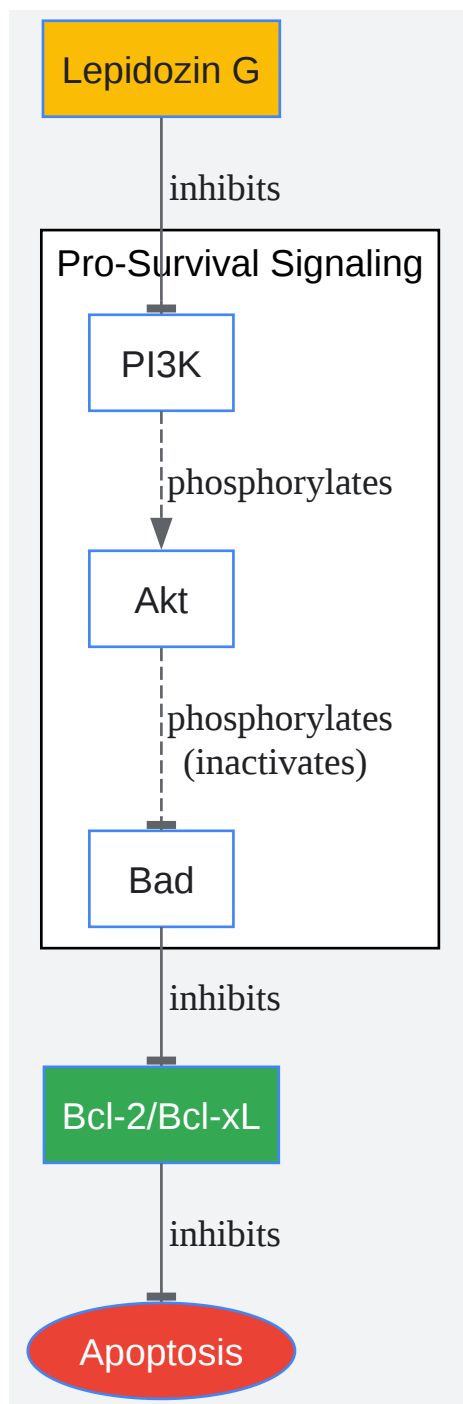 Lepidozin G
inhibits
Pro-Survival Signaling
PI3K
phosphorylates
Akt
phosphorylates
(inactivates)
Bad
inhibits
Bcl-2/Bcl-xL
inhibits
Apoptosis